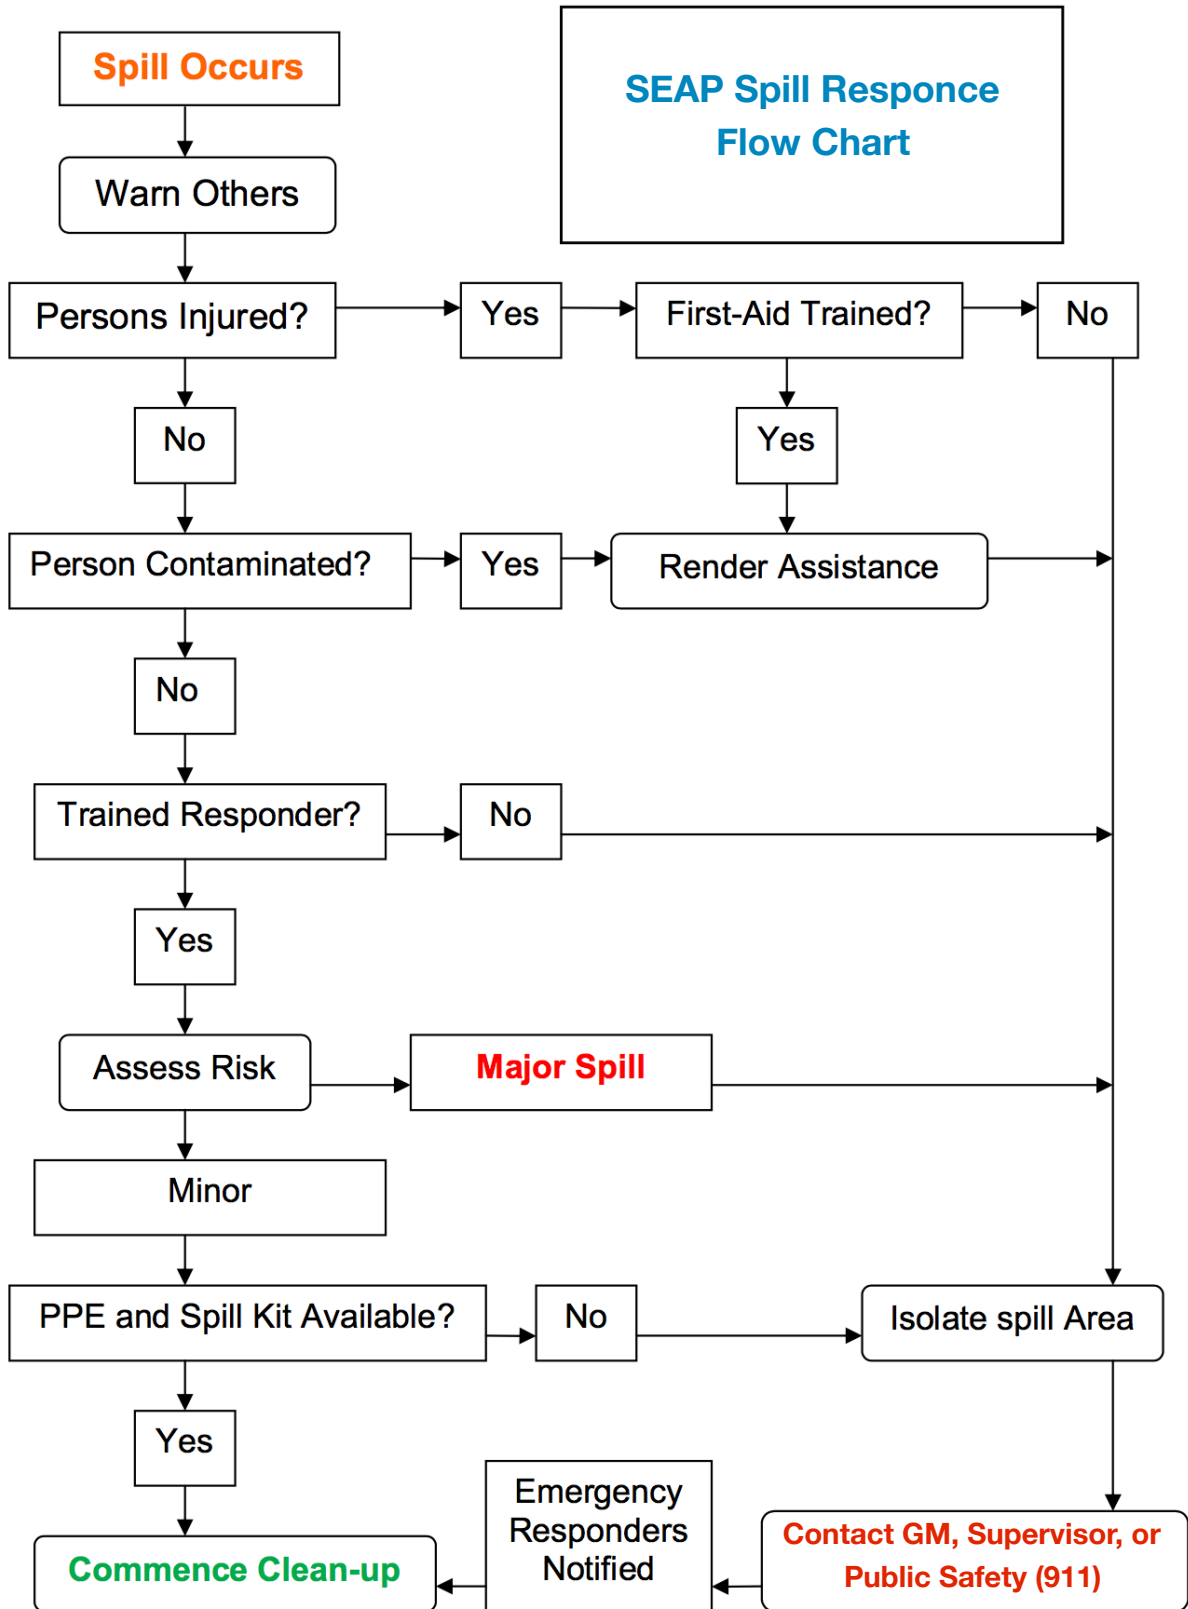 Spill Occurs
SEAP Spill Responce
Flow Chart
Warn Others
Persons Injured?
Yes
First-Aid Trained?
No
No
Yes
Person Contaminated?
Yes
Render Assistance
No
Trained Responder?
No
Yes
Assess Risk
Major Spill
Minor
PPE and Spill Kit Available?
No
Isolate spill Area
Yes
Emergency
Responders
Notified
Contact GM, Supervisor, or
Public Safety (911)
Commence Clean-up